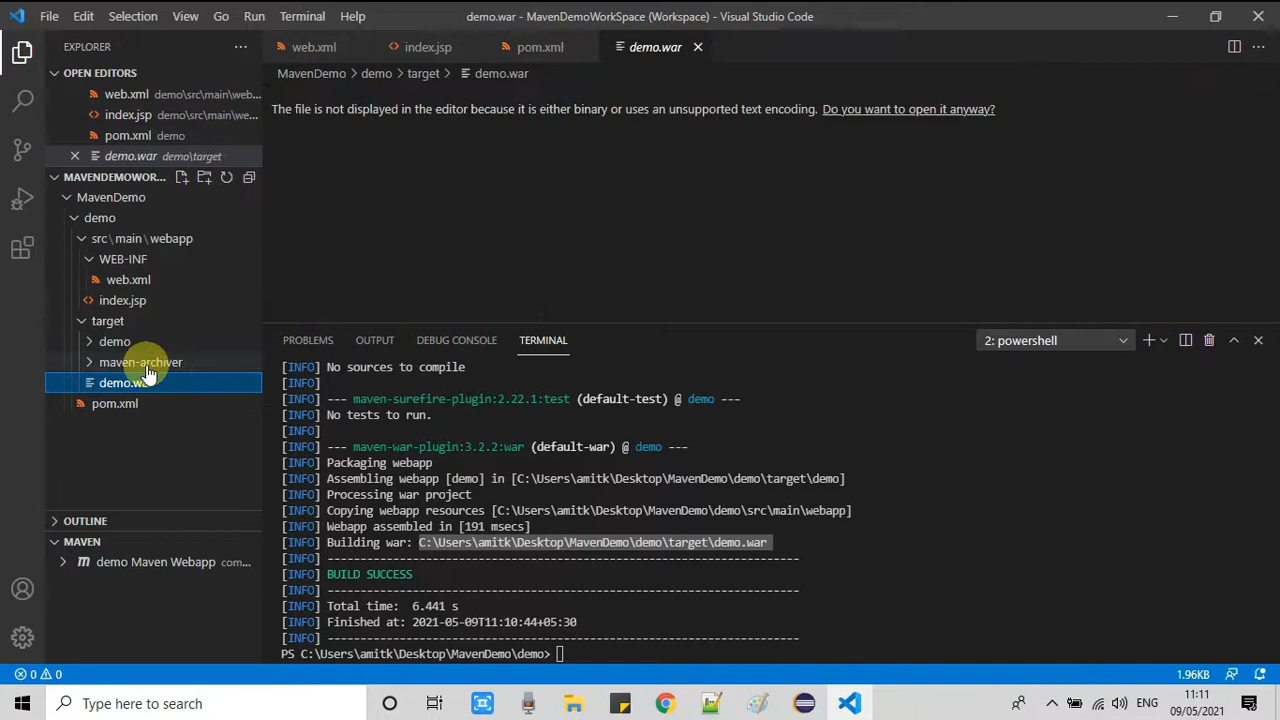 File Edit Selection View Go Run Terminal Help
demo.war - MavenDemoWorkSpace (Workspace) - Visual Studio Code
EXPLORER
OPEN EDITORS
web.xml demo\src\main\web...
index.jsp demo\src\main\we...
pom.xml demo
demo.war demo\target
MAVENDEMOWOR...
MavenDemo
demo
src\main\webapp
WEB-INF
web.xml
index.jsp
target
demo
maven-archiver
demo.wa
pom.xml
OUTLINE
MAVEN
demo Maven Webapp com...
web.xml index.jsp pom.xml demo.war
MavenDemo > demo > target > demo.war
The file is not displayed in the editor because it is either binary or uses an unsupported text encoding. Do you want to open it anyway?
PROBLEMS OUTPUT DEBUG CONSOLE TERMINAL
2: powershell
[INFO] No sources to compile
[INFO]
[INFO] --- maven-surefire-plugin:2.22.1:test (default-test) @ demo ---
[INFO] No tests to run.
[INFO]
[INFO] --- maven-war-plugin:3.2.2:war (default-war) @ demo ---
[INFO] Packaging webapp
[INFO] Assembling webapp [demo] in [C:\Users\amitk\Desktop\MavenDemo\demo\target\demo]
[INFO] Processing war project
[INFO] Copying webapp resources [C:\Users\amitk\Desktop\MavenDemo\demo\src\main\webapp]
[INFO] Webapp assembled in [191 msecs]
[INFO] Building war: C:\Users\amitk\Desktop\MavenDemo\demo\target\demo.war
[INFO] ------------------------------------------------------------------------
[INFO] BUILD SUCCESS
[INFO] ------------------------------------------------------------------------
[INFO] Total time:  6.441 s
[INFO] Finished at: 2021-05-09T11:10:44+05:30
[INFO] ------------------------------------------------------------------------
PS C:\Users\amitk\Desktop\MavenDemo\demo>
0 0
1.96KB
Type here to search
ENG
11:11
09/05/2021